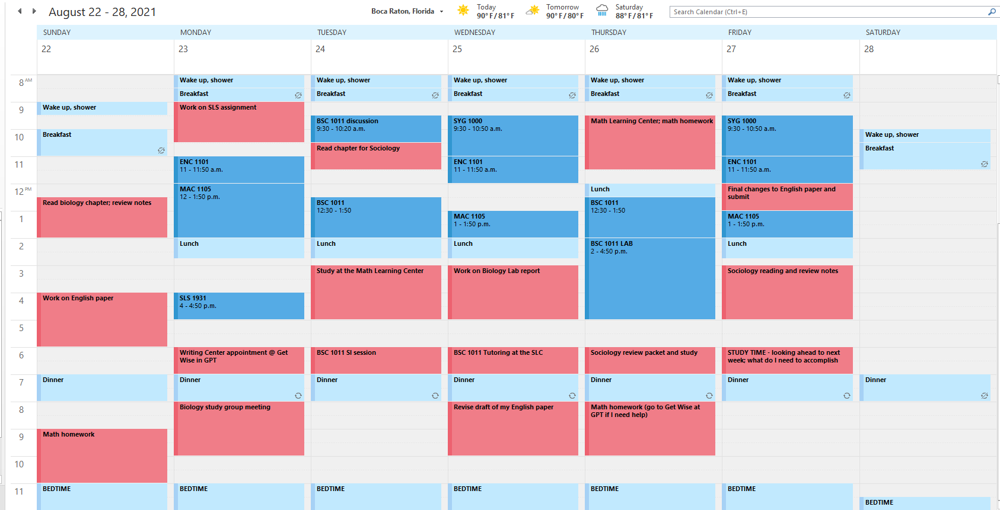 August 22 - 28, 2021
Boca Raton, Florida
Today
90° F / 81° F
Tomorrow
90° F / 80° F
Saturday
88° F / 81° F
Search Calendar (Ctrl+E)
SUNDAY
MONDAY
TUESDAY
WEDNESDAY
THURSDAY
FRIDAY
SATURDAY
22
23
24
25
26
27
28
8 AM
9
10
11
12 PM
1
2
3
4
5
6
7
8
9
10
11
Wake up, shower
Breakfast
Read biology chapter; review notes
Work on English paper
Dinner
Math homework
BEDTIME
Wake up, shower
Breakfast
Work on SLS assignment
ENC 1101
11 - 11:50 a.m.
MAC 1105
12 - 1:50 p.m.
Lunch
SLS 1931
4 - 4:50 p.m.
Writing Center appointment @ Get
Wise in GPT
Dinner
Biology study group meeting
BEDTIME
Wake up, shower
Breakfast
BSC 1011 discussion
9:30 - 10:20 a.m.
Read chapter for Sociology
BSC 1011
12:30 - 1:50
Lunch
Study at the Math Learning Center
BSC 1011 SI session
Dinner
BEDTIME
Wake up, shower
Breakfast
SYG 1000
9:30 - 10:50 a.m.
ENC 1101
11 - 11:50 a.m.
MAC 1105
1 - 1:50 p.m.
Lunch
Work on Biology Lab report
BSC 1011 Tutoring at the SLC
Dinner
Revise draft of my English paper
BEDTIME
Wake up, shower
Breakfast
Math Learning Center; math homework
Lunch
BSC 1011
12:30 - 1:50
BSC 1011 LAB
2 - 4:50 p.m.
Sociology review packet and study
Dinner
Math homework (go to Get Wise at
GPT if I need help)
BEDTIME
Wake up, shower
Breakfast
SYG 1000
9:30 - 10:50 a.m.
ENC 1101
11 - 11:50 a.m.
Final changes to English paper and
submit
MAC 1105
1 - 1:50 p.m.
Lunch
Sociology reading and review notes
STUDY TIME - looking ahead to next
week; what do I need to accomplish
Dinner
BEDTIME
Wake up, shower
Breakfast
Dinner
BEDTIME